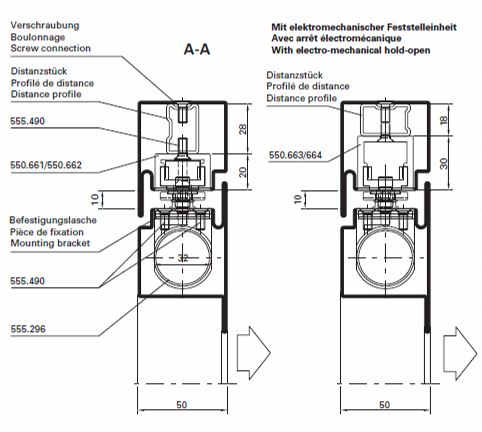 Verschraubung
Boulonnage
Screw connection
A-A
Mit elektromechanischer Feststelleinheit
Avec arrêt électromécanique
With electro-mechanical hold-open
Distanzstück
Profilé de distance
Distance profile
Distanzstück
Profilé de distance
Distance profile
555.490
28
18
550.661/550.662
550.663/664
20
30
10
10
Befestigungslasche
Pièce de fixation
Mounting bracket
32
555.490
555.296
50
50